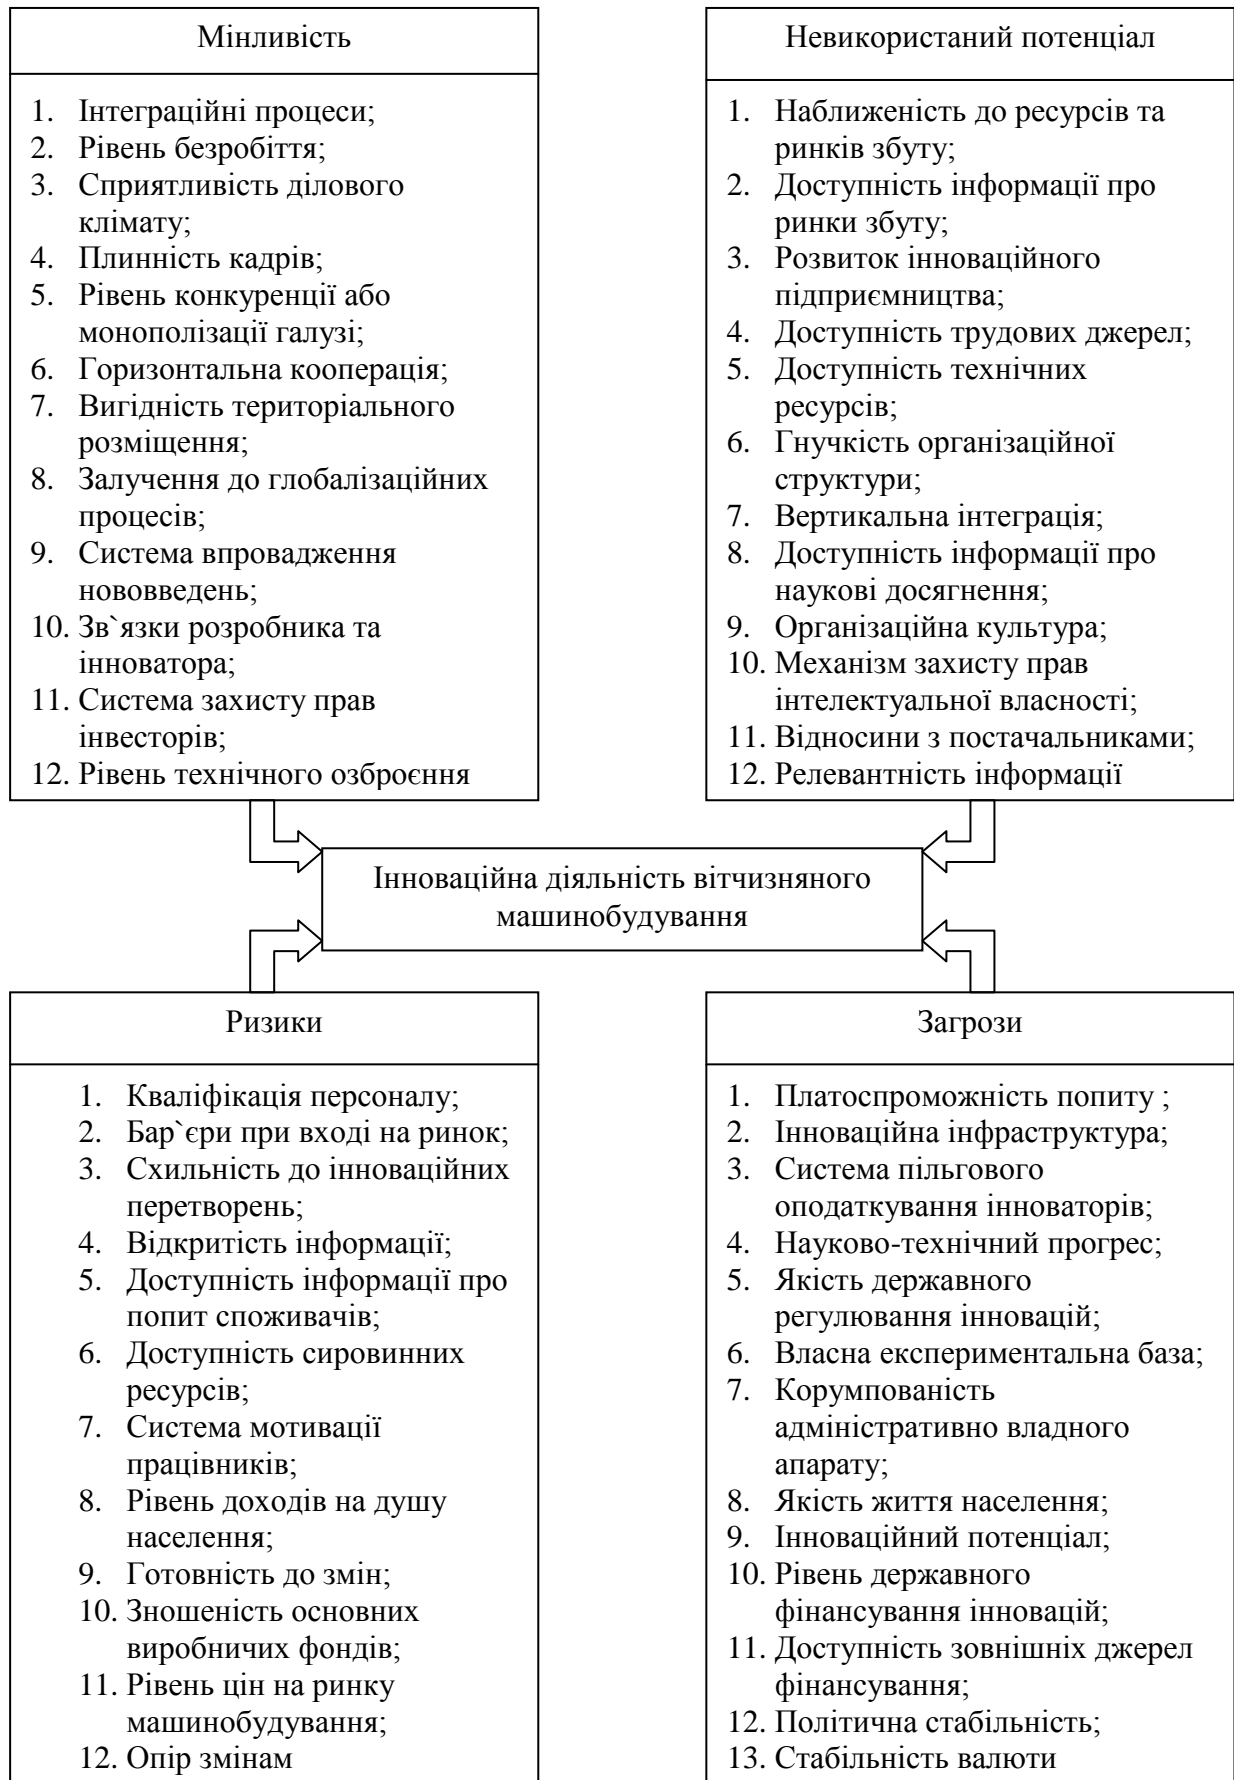 Мінливість
1. Інтеграційні процеси;
2. Рівень безробіття;
3. Сприятливість ділового
клімату;
4. Плинність кадрів;
5. Рівень конкуренції або
монополізації галузі;
6. Горизонтальна кооперація;
7. Вигідність територіального
розміщення;
8. Залучення до глобалізаційних
процесів;
9. Система впровадження
нововведень;
10. Зв`язки розробника та
інноватора;
11. Система захисту прав
інвесторів;
12. Рівень технічного озброєння
Невикористаний потенціал
1. Наближеність до ресурсів та
ринків збуту;
2. Доступність інформації про
ринки збуту;
3. Розвиток інноваційного
підприємництва;
4. Доступність трудових джерел;
5. Доступність технічних
ресурсів;
6. Гнучкість організаційної
структури;
7. Вертикальна інтеграція;
8. Доступність інформації про
наукові досягнення;
9. Організаційна культура;
10. Механізм захисту прав
інтелектуальної власності;
11. Відносини з постачальниками;
12. Релевантність інформації
Інноваційна діяльність вітчизняного
машинобудування
Ризики
1. Кваліфікація персоналу;
2. Бар`єри при вході на ринок;
3. Схильність до інноваційних
перетворень;
4. Відкритість інформації;
5. Доступність інформації про
попит споживачів;
6. Доступність сировинних
ресурсів;
7. Система мотивації
працівників;
8. Рівень доходів на душу
населення;
9. Готовність до змін;
10. Зношеність основних
виробничих фондів;
11. Рівень цін на ринку
машинобудування;
12. Опір змінам
Загрози
1. Платоспроможність попиту ;
2. Інноваційна інфраструктура;
3. Система пільгового
оподаткування інноваторів;
4. Науково-технічний прогрес;
5. Якість державного
регулювання інновацій;
6. Власна експериментальна база;
7. Корумпованість
адміністративно владного
апарату;
8. Якість життя населення;
9. Інноваційний потенціал;
10. Рівень державного
фінансування інновацій;
11. Доступність зовнішніх джерел
фінансування;
12. Політична стабільність;
13. Стабільність валюти